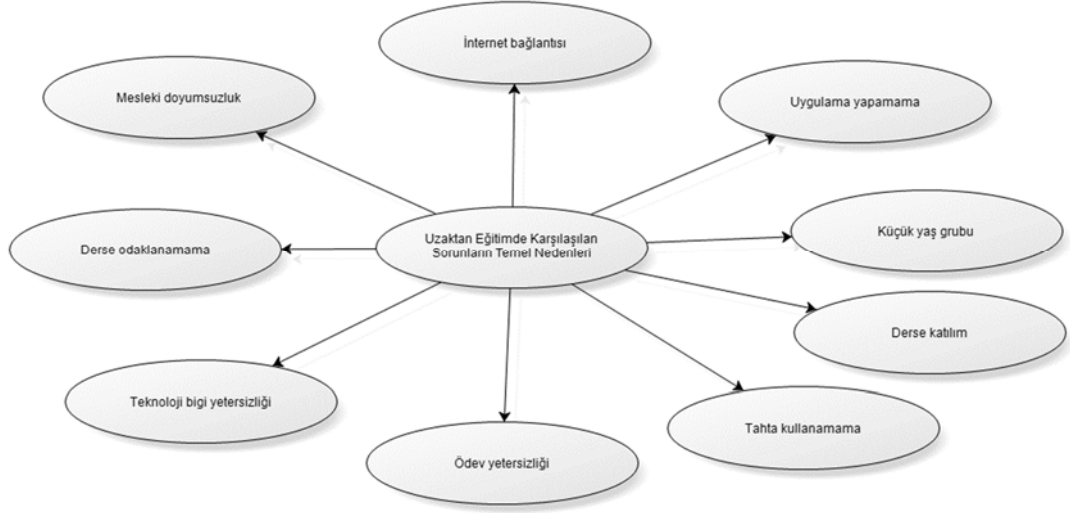 İnternet bağlantısı
Mesleki doyumsuzluk
Uygulama yapamama
Uzaktan Eğitimde Karşılaşılan
Sorunların Temel Nedenleri
Küçük yaş grubu
Derse odaklanamama
Derse katılım
Teknoloji bigi yetersizliği
Tahta kullanamama
Ödev yetersizliği